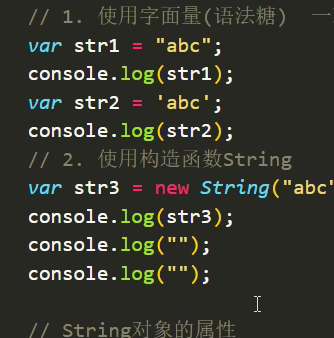 // 1. 使用字面量(语法糖) 一
var str1 = "abc";
console.log(str1);
var str2 = 'abc';
console.log(str2);
// 2. 使用构造函数String
var str3 = new String("abc"
console.log(str3);
console.log("");
console.log("");
// String对象的属性